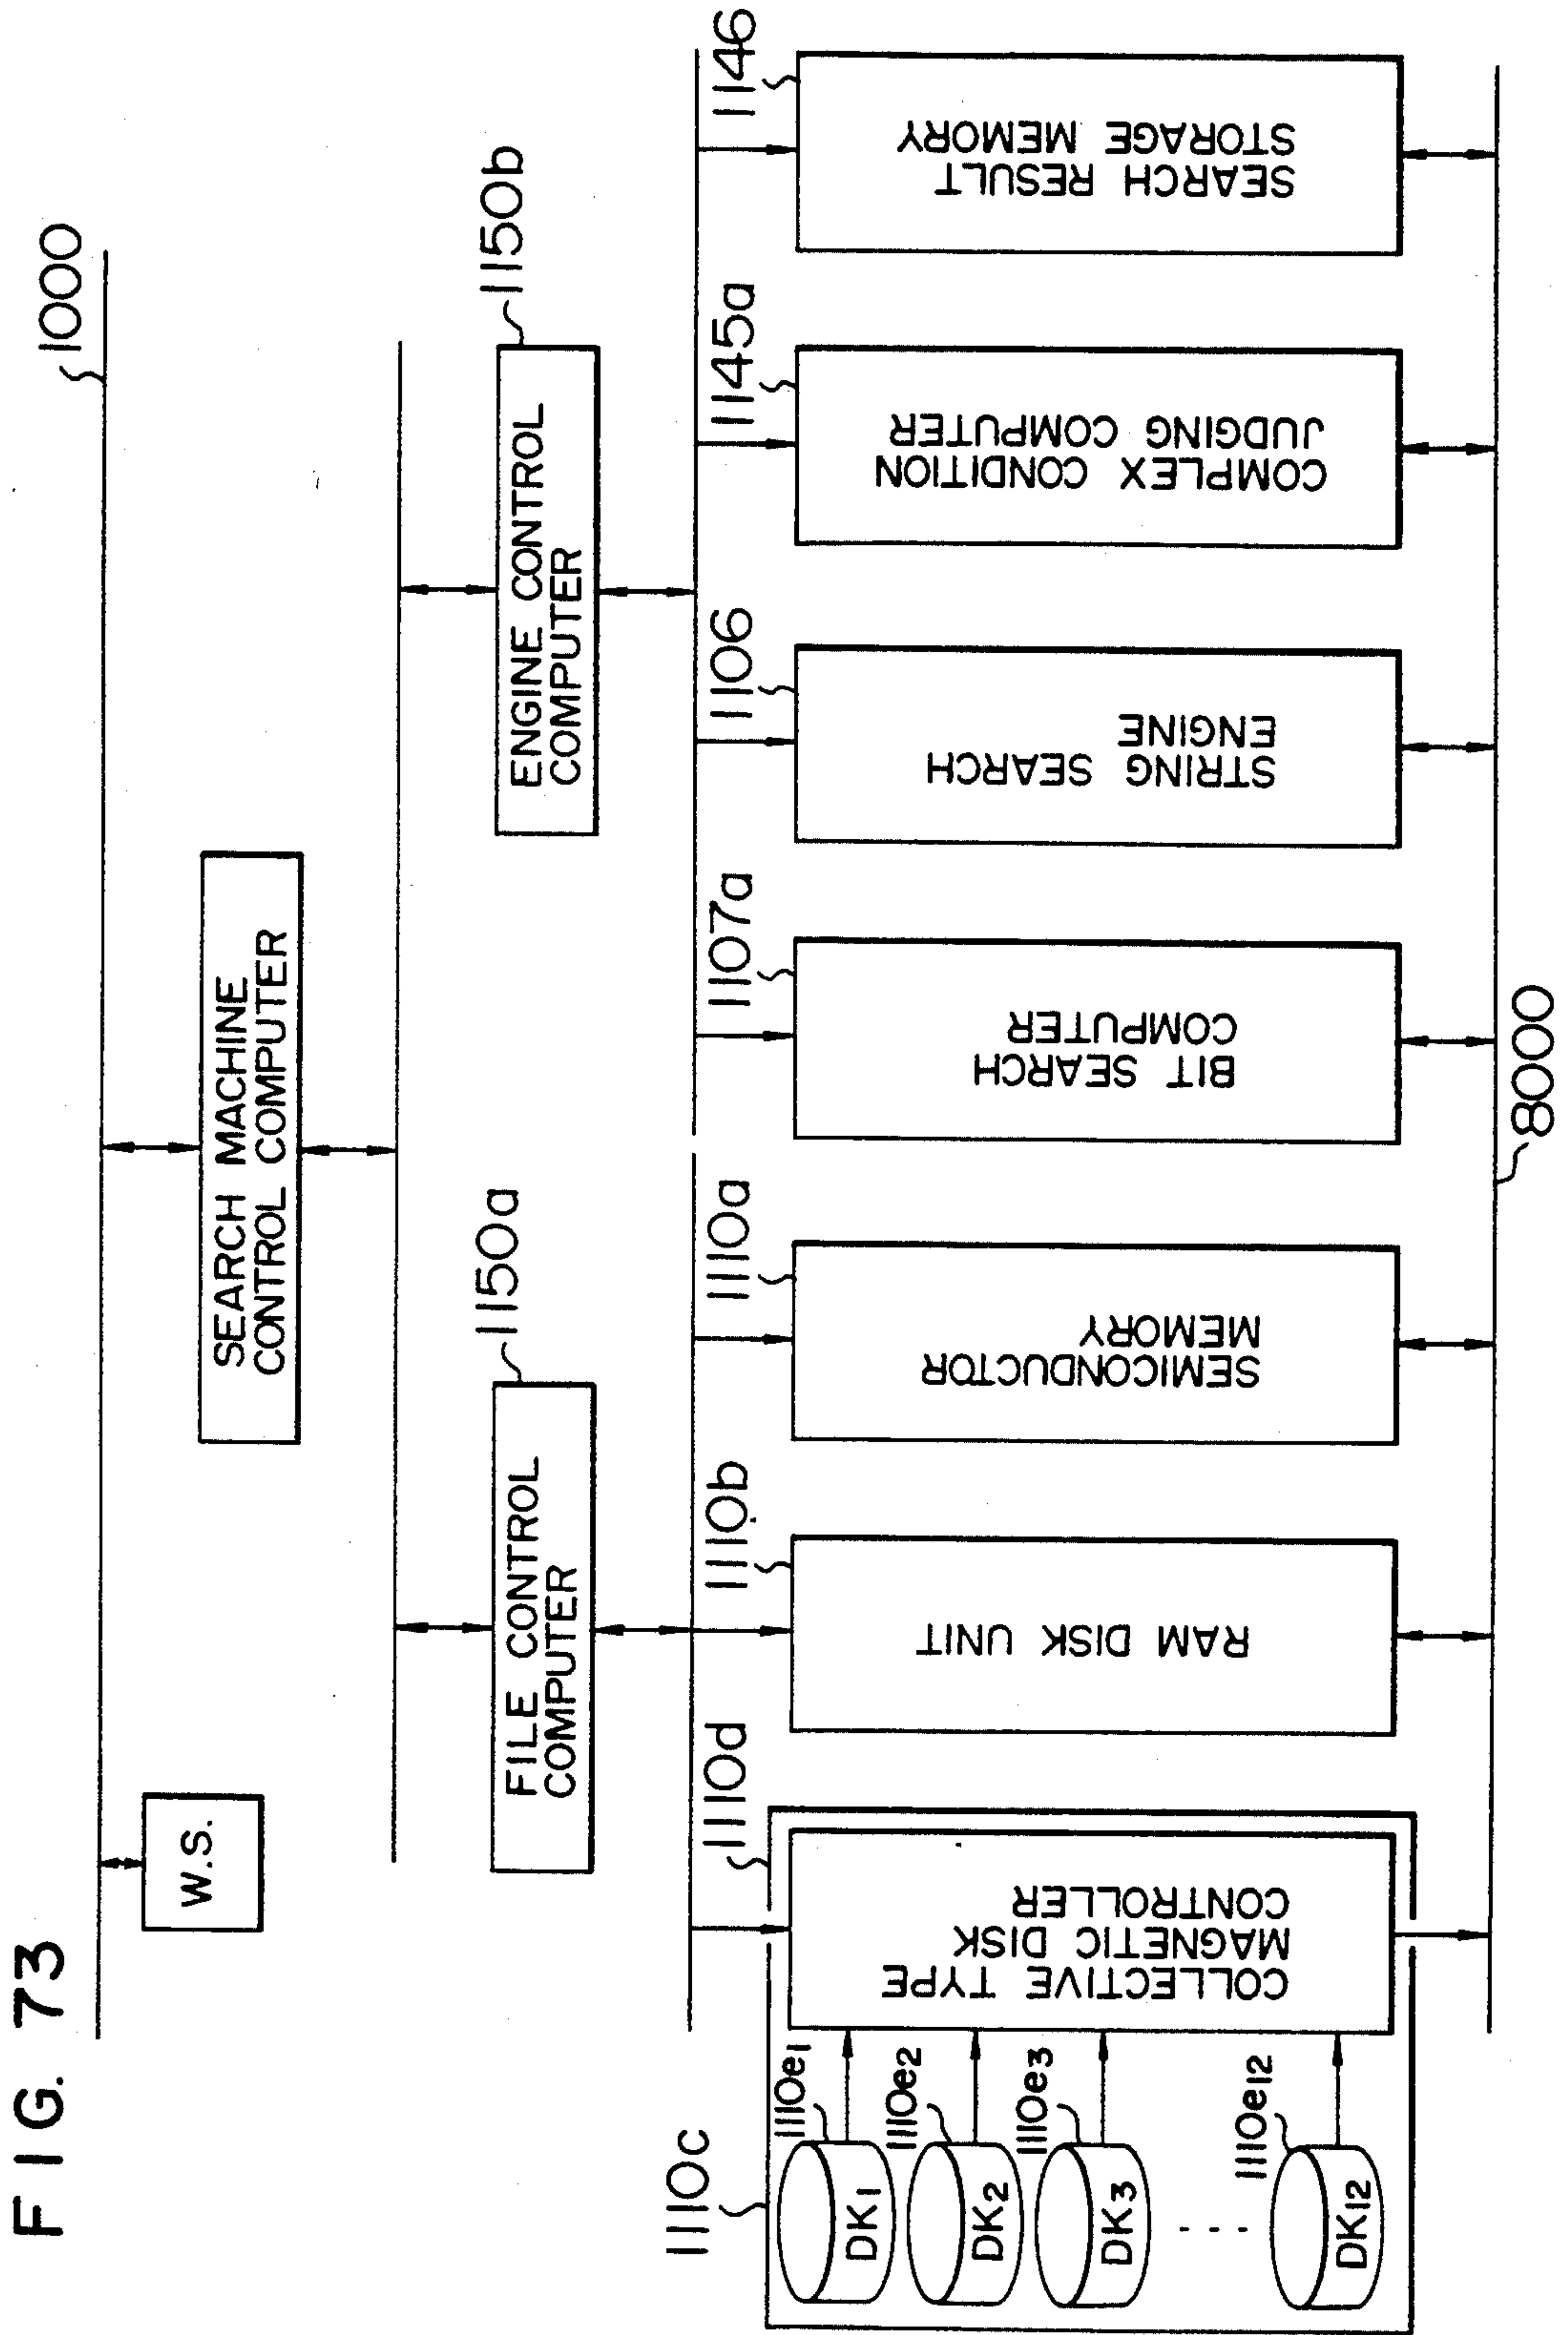 FIG. 73
1000
W.S.
SEARCH MACHINE
CONTROL COMPUTER
1150a
FILE CONTROL
COMPUTER
1150b
ENGINE CONTROL
COMPUTER
1110c
1110e1
DK1
1110e2
DK2
1110e3
DK3
1110e12
DK12
1110d
COLLECTIVE TYPE
MAGNETIC DISK
CONTROLLER
1110b
RAM DISK UNIT
1110a
SEMICONDUCTOR
MEMORY
1107a
BIT SEARCH
COMPUTER
1106
STRING SEARCH
ENGINE
1145a
COMPLEX CONDITION
JUDGING COMPUTER
1146
SEARCH RESULT
STORAGE MEMORY
8000